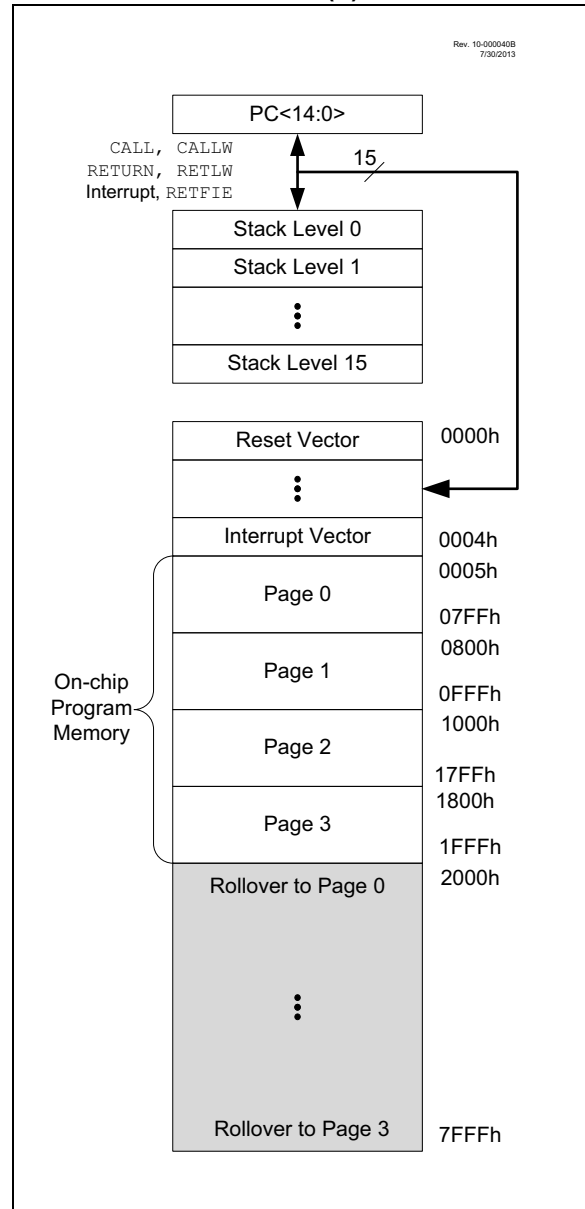 Rev. 10-000040B
7/30/2013
PC<14:0>
CALL, CALLW
RETURN, RETLW
Interrupt, RETFIE
15
Stack Level 0
Stack Level 1
Stack Level 15
Reset Vector
0000h
Interrupt Vector
0004h
0005h
Page 0
07FFh
0800h
Page 1
0FFFh
1000h
On-chip
Program
Memory
Page 2
17FFh
1800h
Page 3
1FFFh
Rollover to Page 0
2000h
Rollover to Page 3
7FFFh